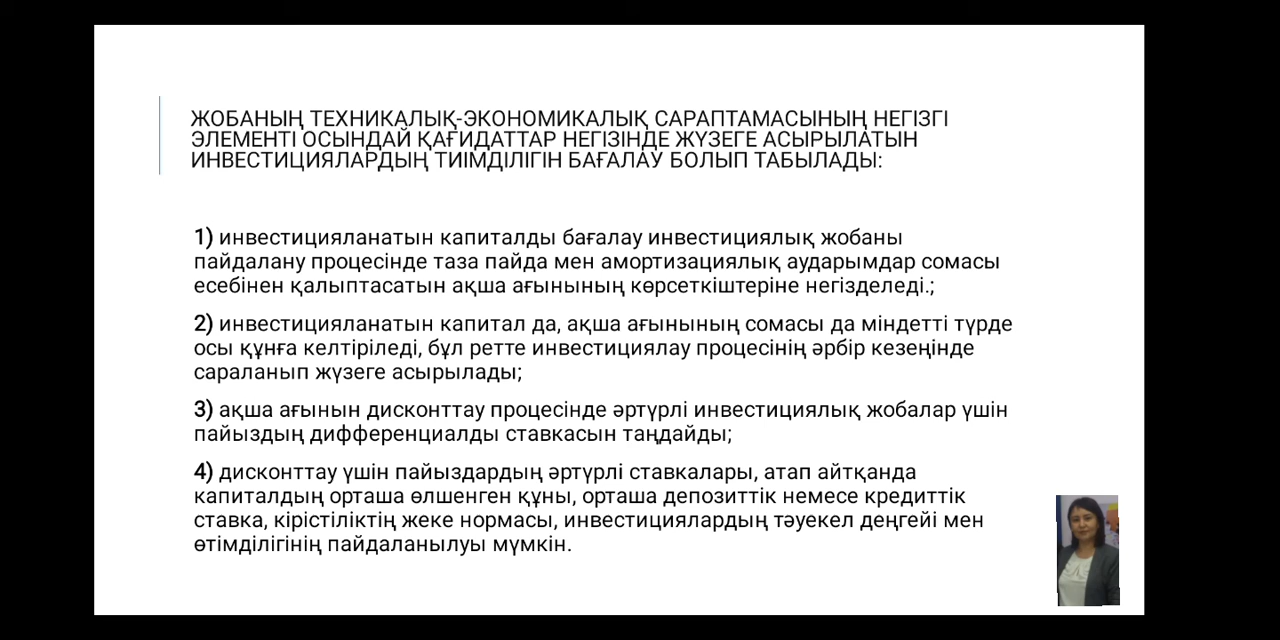 ЖОБАНЫҢ ТЕХНИКАЛЫҚ-ЭКОНОМИКАЛЫҚ САРАПТАМАСЫНЫҢ НЕГІЗГІ
ЭЛЕМЕНТІ ОСЫНДАЙ ҚАҒИДАТТАР НЕГІЗІНДЕ ЖҮЗЕГЕ АСЫРЫЛАТЫН
ИНВЕСТИЦИЯЛАРДЫҢ ТИІМДІЛІГІН БАҒАЛАУ БОЛЫП ТАБЫЛАДЫ:
1) инвестицияланатын капиталды бағалау инвестициялық жобаны
пайдалану процесінде таза пайда мен амортизациялық аударымдар сомасы
есебінен қалыптасатын ақша ағынының көрсеткіштеріне негізделеді.;
2) инвестицияланатын капитал да, ақша ағынының сомасы да міндетті түрде
осы құнға келтіріледі, бұл ретте инвестициялау процесінің әрбір кезеңінде
сараланып жүзеге асырылады;
3) ақша ағынын дисконттау процесінде әртүрлі инвестициялық жобалар үшін
пайыздың дифференциалды ставкасын таңдайды;
4) дисконттау үшін пайыздардың әртүрлі ставкалары, атап айтқанда
капиталдың орташа өлшенген құны, орташа депозиттік немесе кредиттік
ставка, кірістіліктің жеке нормасы, инвестициялардың тәуекел деңгейі мен
өтімділігінің пайдаланылуы мүмкін.